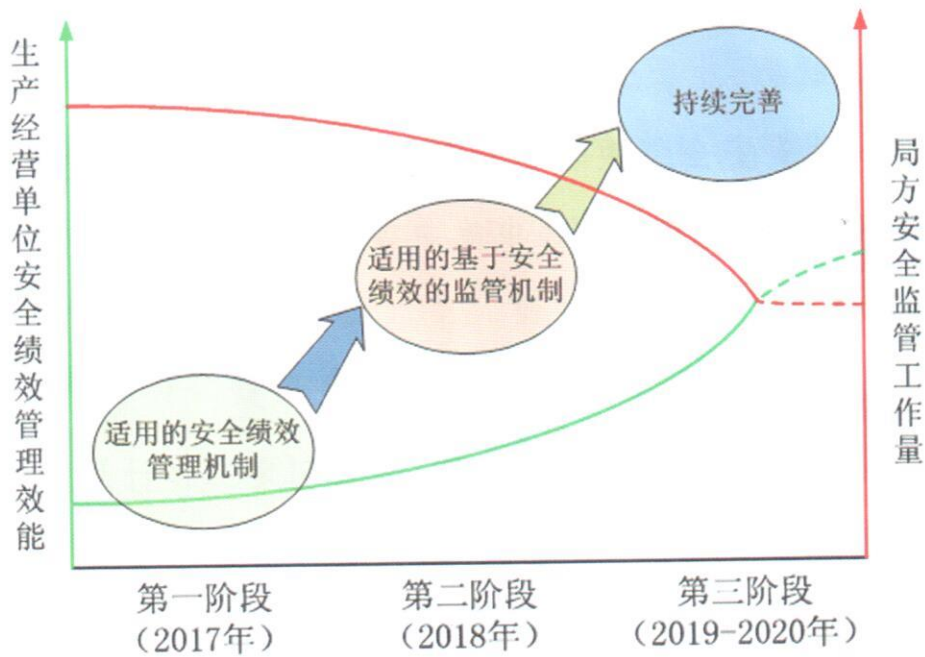 生产经营单位安全绩效管理效能
持续完善
局方安全监管工作量
适用的基于安全
绩效的监管机制
适用的安全绩效
管理机制
第一阶段
(2017年)
第二阶段
(2018年)
第三阶段
(2019-2020年)